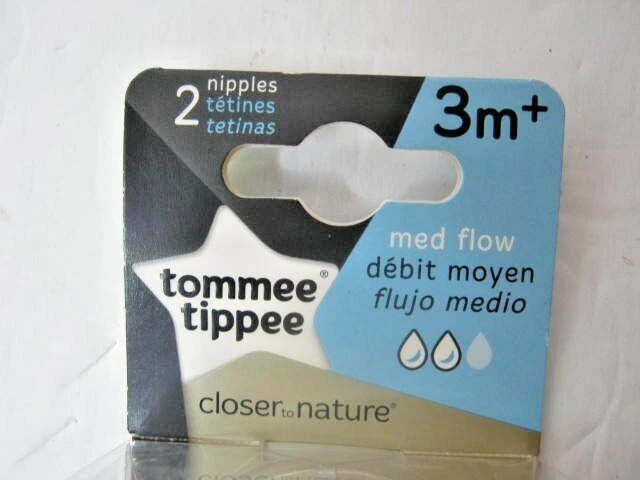 2 nipples
tétines
tetinas
3m+
med flow
débit moyen
flujo medio
tommee®
tippee
closer to nature®